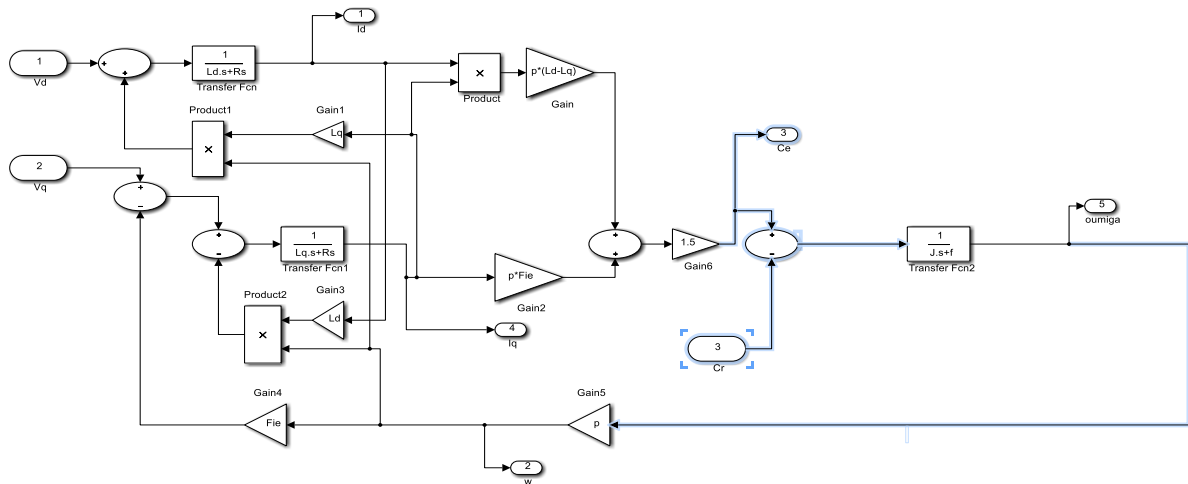 1
Id
1
Vd
+
+
1
Ld.s+Rs
Transfer Fcn
×
Product
p*(Ld-Lq)
Gain
Product1
×
Gain1
Lq
3
Ce
2
Vq
+
−
+
−
1
Lq.s+Rs
Transfer Fcn1
p*Fie
Gain2
+
+
1.5
Gain6
+
−
1
J.s+f
Transfer Fcn2
5
oumiga
Product2
×
Gain3
Ld
4
Iq
3
Cr
Gain4
Fie
Gain5
p
2
w